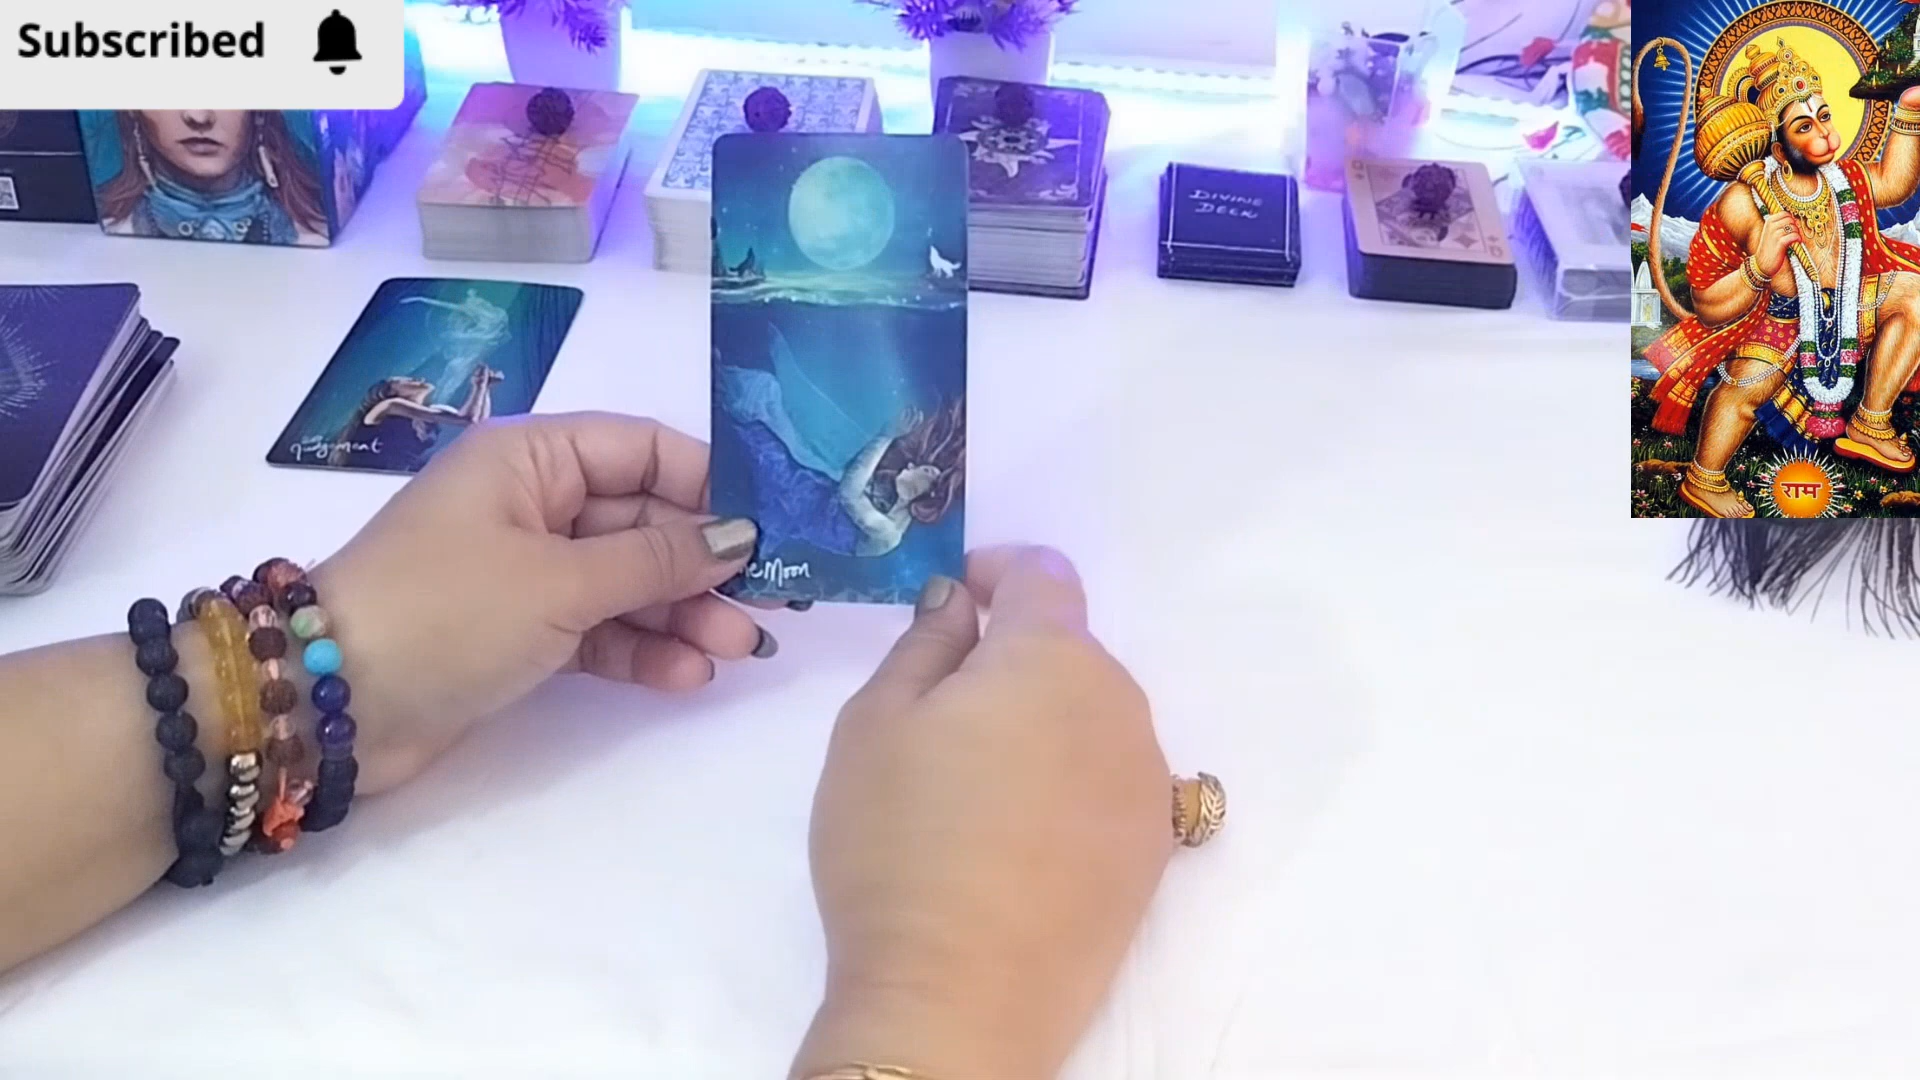 Subscribed
DIVINE
DECK
Judgement
The Moon
राम